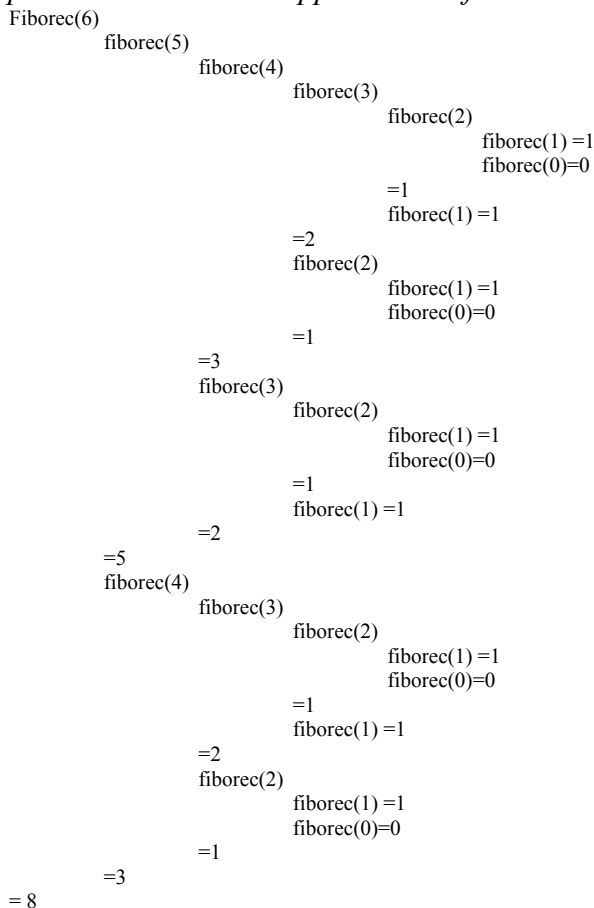 Fiborec(6)
fiborec(5)
fiborec(4)
fiborec(3)
fiborec(2)
fiborec(1) =1
fiborec(0)=0
=1
fiborec(1) =1
=2
fiborec(2)
fiborec(1) =1
fiborec(0)=0
=1
=3
fiborec(3)
fiborec(2)
fiborec(1) =1
fiborec(0)=0
=1
fiborec(1) =1
=2
=5
fiborec(4)
fiborec(3)
fiborec(2)
fiborec(1) =1
fiborec(0)=0
=1
fiborec(1) =1
=2
fiborec(2)
fiborec(1) =1
fiborec(0)=0
=1
=3
= 8